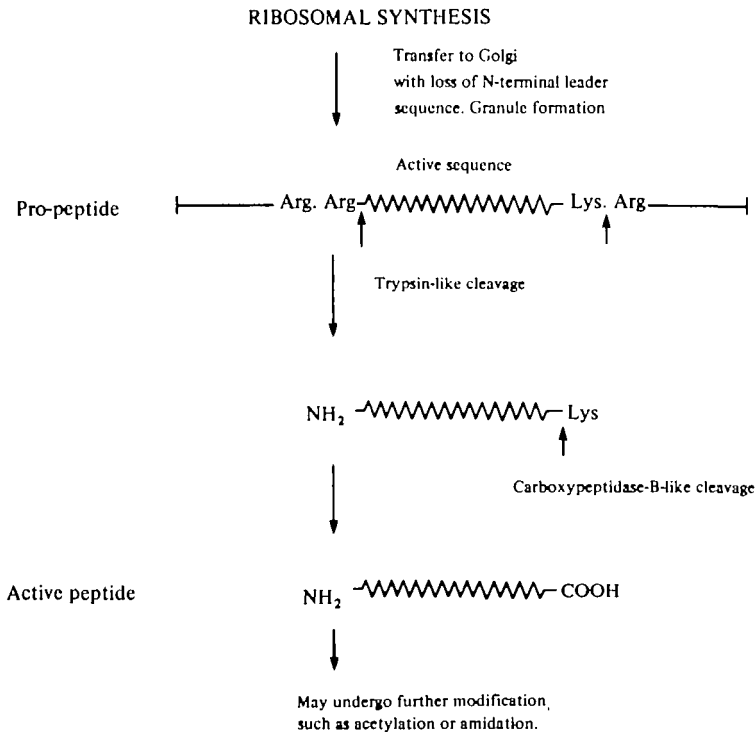 RIBOSOMAL SYNTHESIS
Transfer to Golgi
with loss of N-terminal leader
sequence. Granule formation
Active sequence
Pro-peptide
Arg. Arg
Lys. Arg
Trypsin-like cleavage
NH₂
Lys
Carboxypeptidase-B-like cleavage
Active peptide
NH₂
COOH
May undergo further modification,
such as acetylation or amidation.